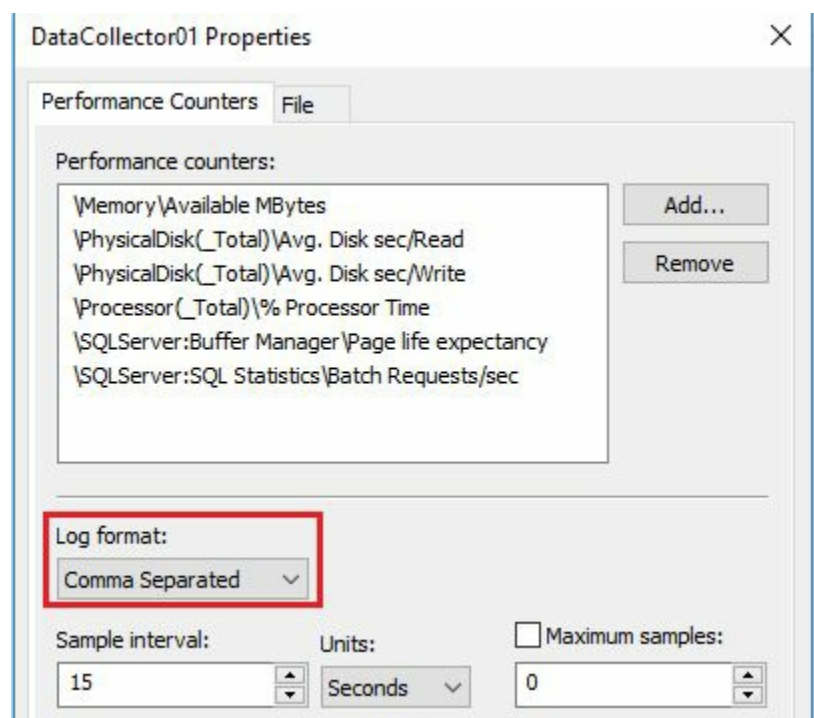 DataCollector01 Properties
Performance Counters File
Performance counters:
\Memory\Available MBytes
\PhysicalDisk(_Total)\Avg. Disk sec/Read
\PhysicalDisk(_Total)\Avg. Disk sec/Write
\Processor(_Total)\% Processor Time
\SQLServer:Buffer Manager\Page life expectancy
\SQLServer:SQL Statistics\Batch Requests/sec
Add...
Remove
Log format:
Comma Separated
Sample interval: Units: Maximum samples:
15 Seconds 0